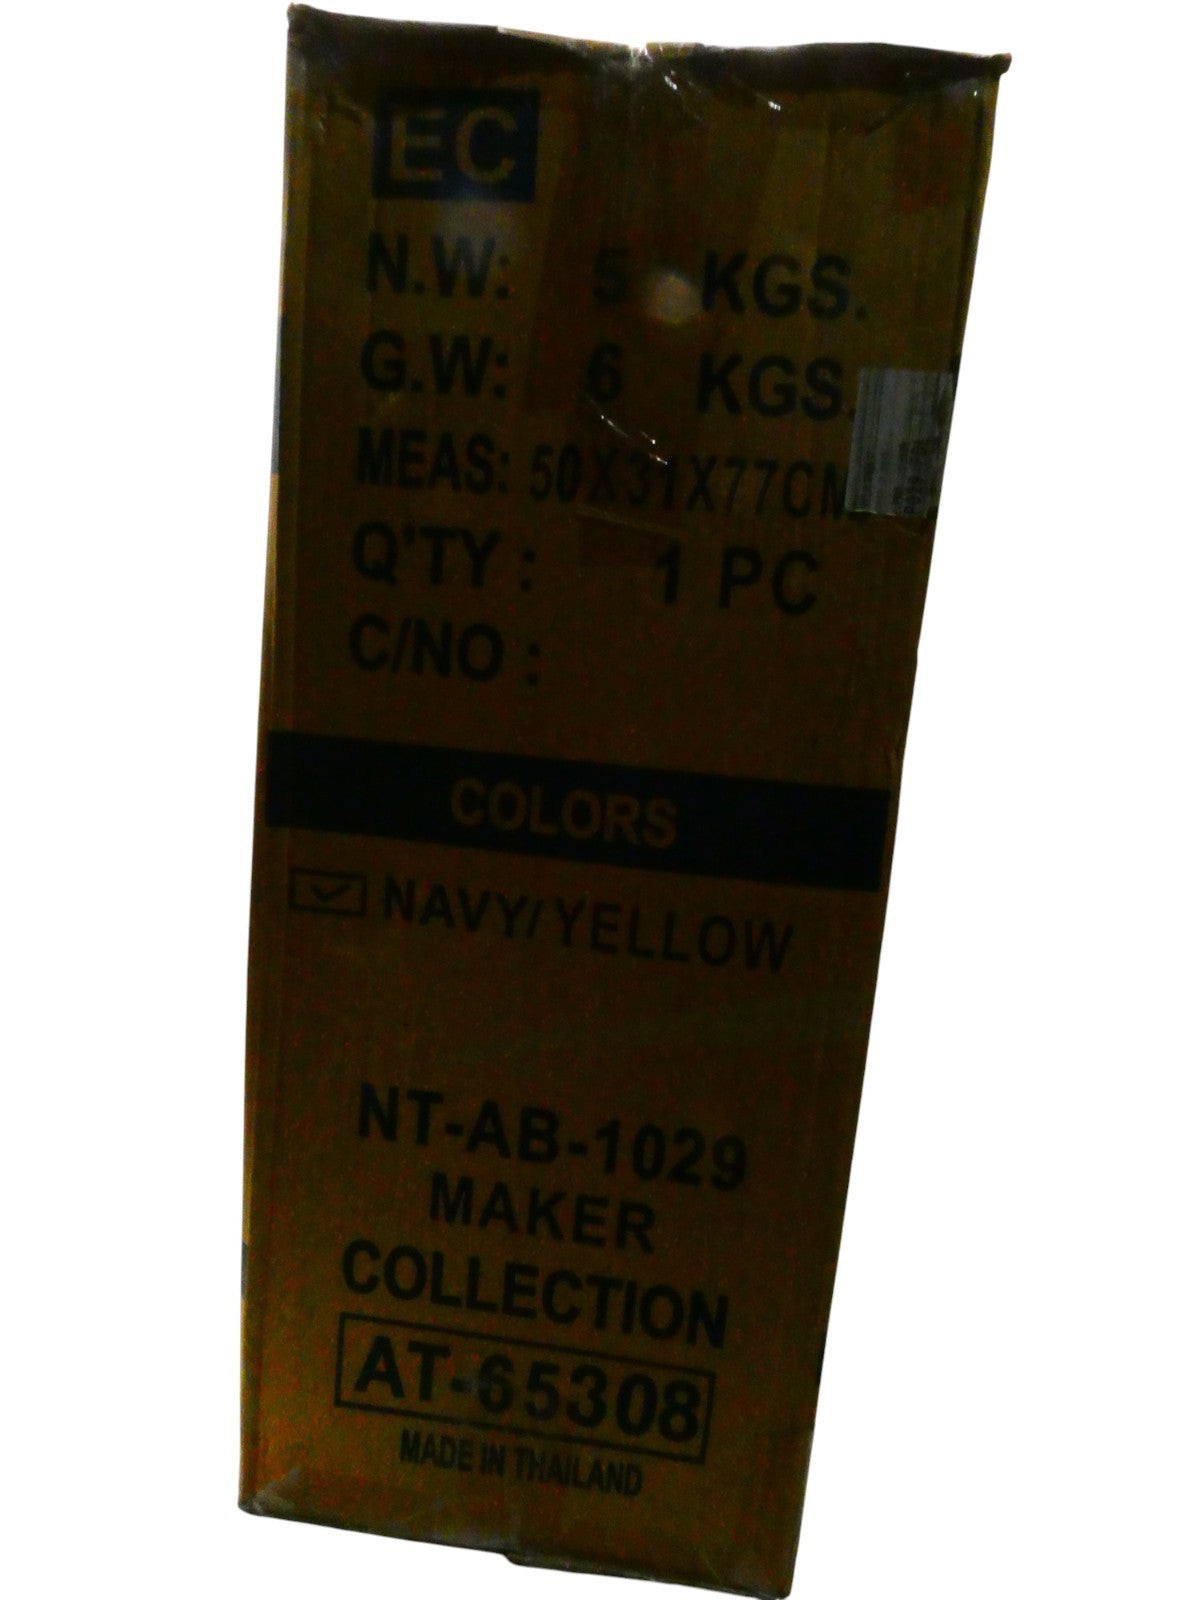 EC
N.W: 5 KGS.
G.W: 6 KGS.
MEAS: 50X31X77CM
Q'TY : 1 PC
C/NO :
COLORS
NAVY/YELLOW
NT-AB-1029
MAKER
COLLECTION
AT-65308
MADE IN THAILAND